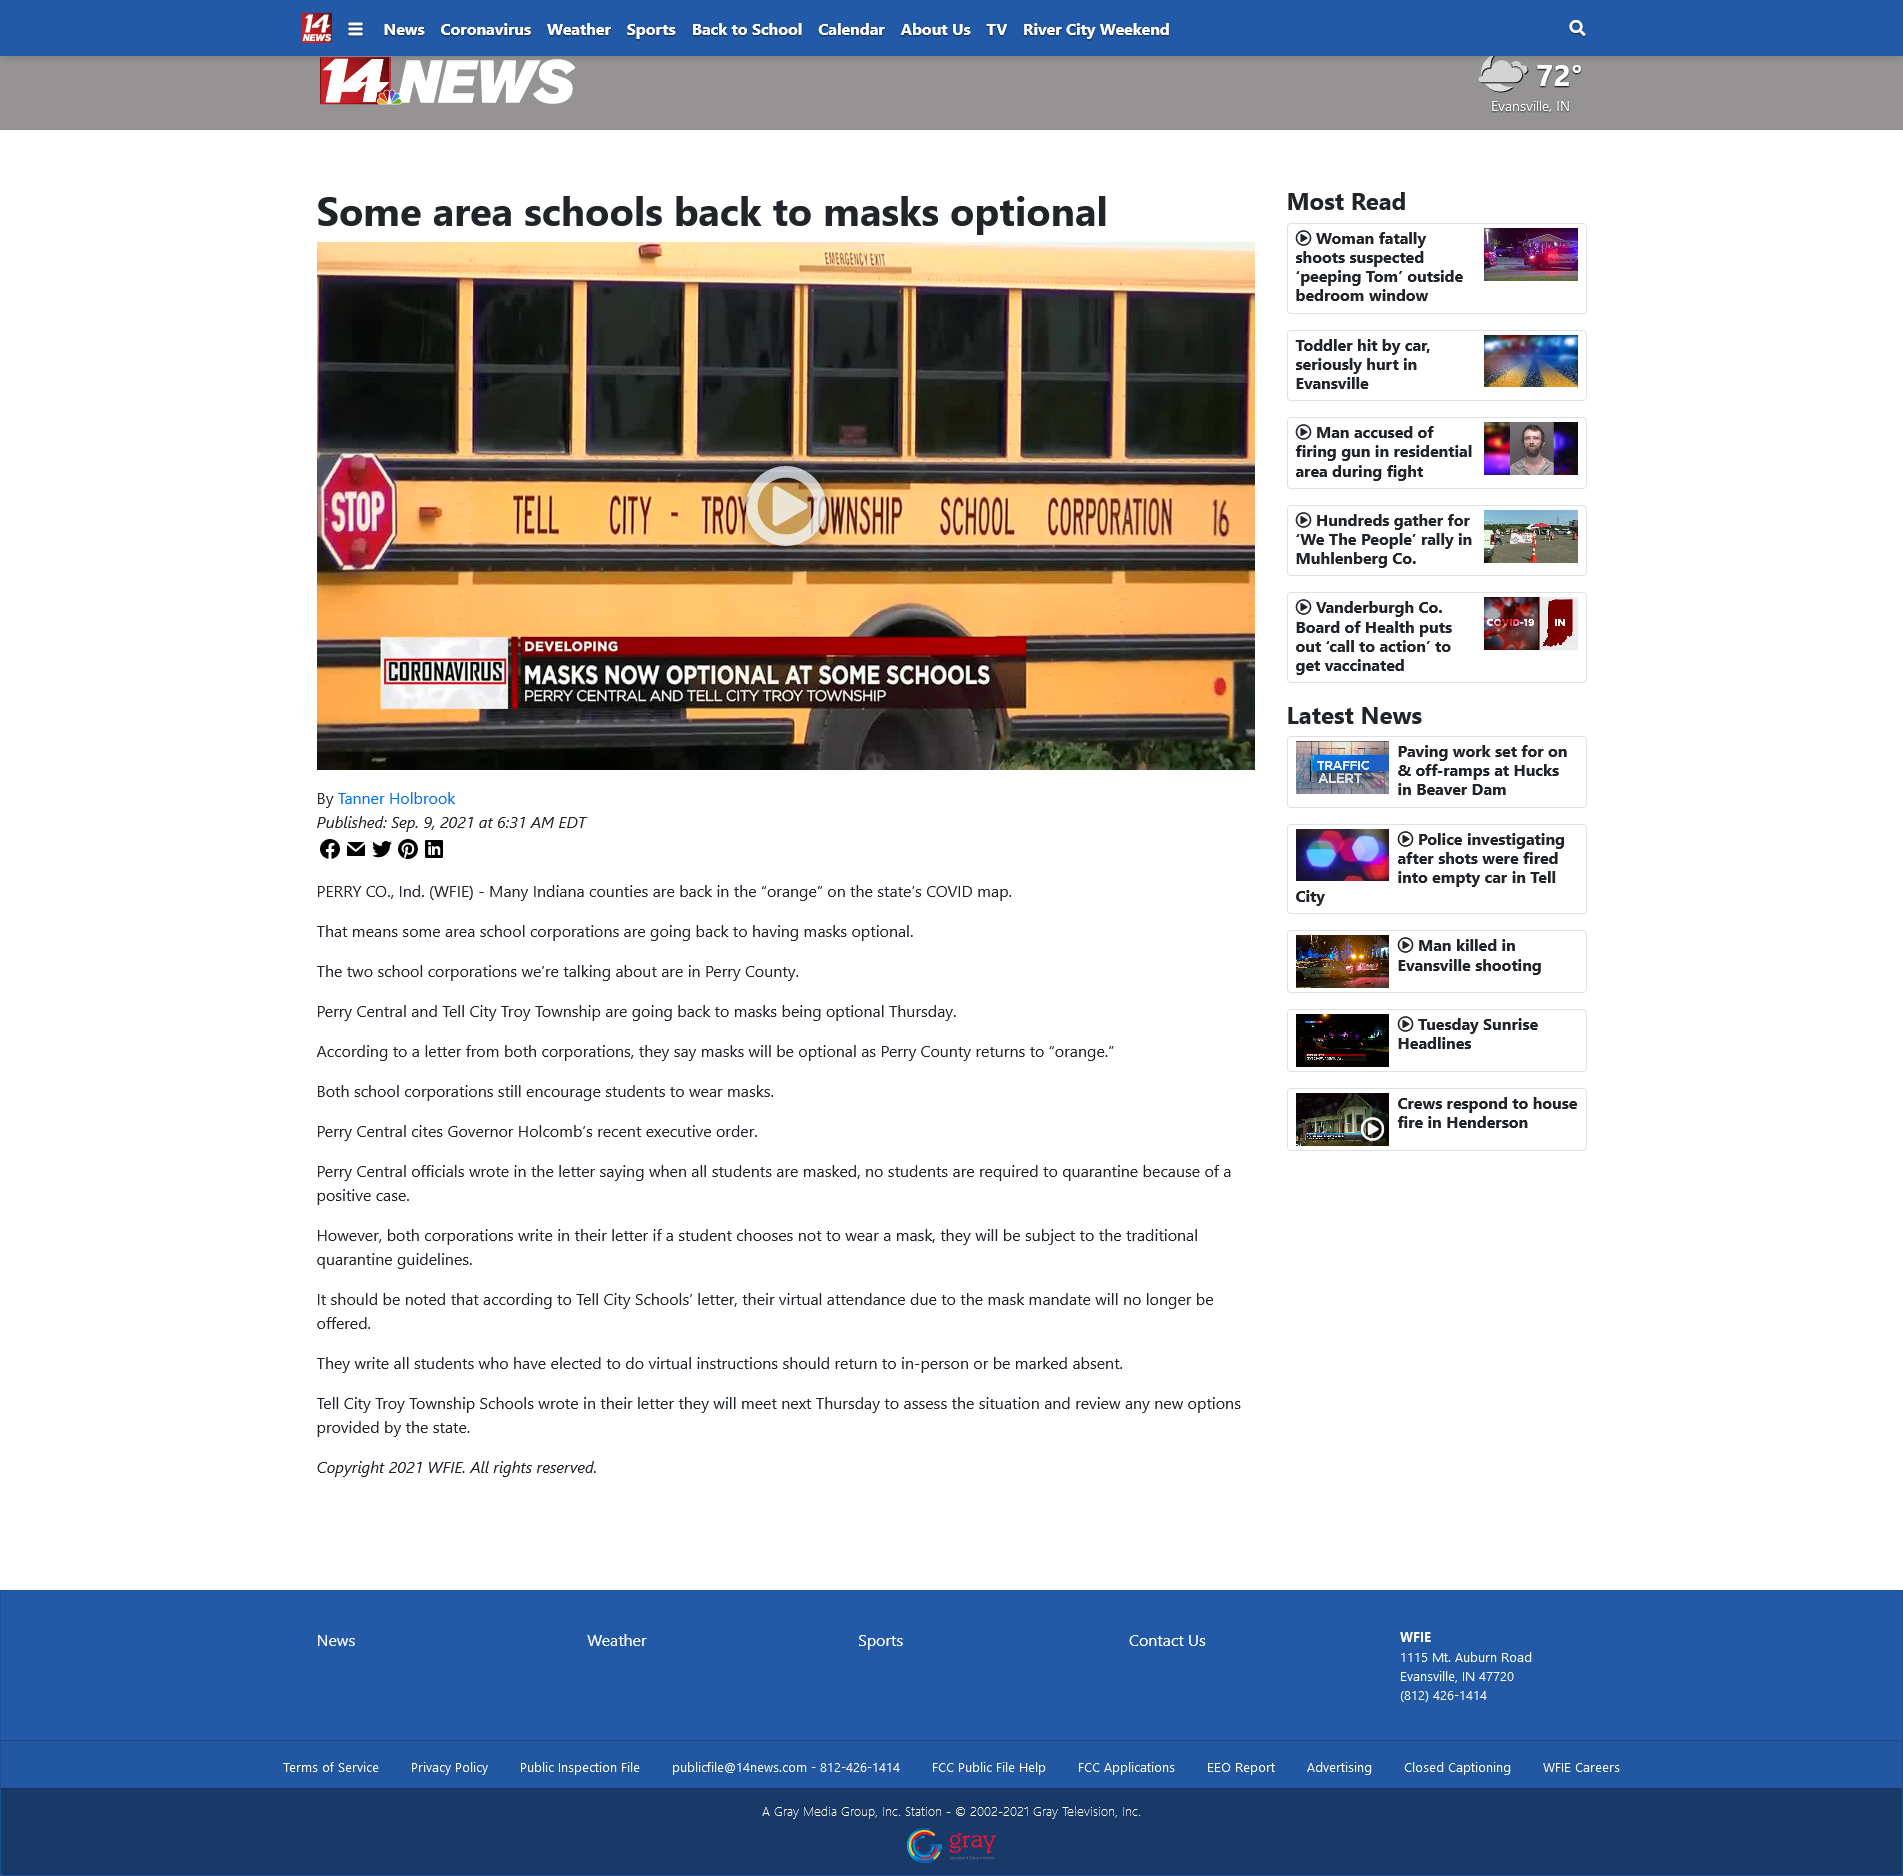 14 NEWS
News Coronavirus Weather Sports Back to School Calendar About Us TV River City Weekend
14 NEWS
72°
Evansville, IN
Some area schools back to masks optional
EMERGENCY EXIT
STOP
TELL CITY - TROY TOWNSHIP SCHOOL CORPORATION 16
CORONAVIRUS
DEVELOPING
MASKS NOW OPTIONAL AT SOME SCHOOLS
PERRY CENTRAL AND TELL CITY TROY TOWNSHIP
By Tanner Holbrook
Published: Sep. 9, 2021 at 6:31 AM EDT
PERRY CO., Ind. (WFIE) - Many Indiana counties are back in the “orange” on the state’s COVID map.
That means some area school corporations are going back to having masks optional.
The two school corporations we’re talking about are in Perry County.
Perry Central and Tell City Troy Township are going back to masks being optional Thursday.
According to a letter from both corporations, they say masks will be optional as Perry County returns to “orange.”
Both school corporations still encourage students to wear masks.
Perry Central cites Governor Holcomb’s recent executive order.
Perry Central officials wrote in the letter saying when all students are masked, no students are required to quarantine because of a
positive case.
However, both corporations write in their letter if a student chooses not to wear a mask, they will be subject to the traditional
quarantine guidelines.
It should be noted that according to Tell City Schools’ letter, their virtual attendance due to the mask mandate will no longer be
offered.
They write all students who have elected to do virtual instructions should return to in-person or be marked absent.
Tell City Troy Township Schools wrote in their letter they will meet next Thursday to assess the situation and review any new options
provided by the state.
Copyright 2021 WFIE. All rights reserved.
Most Read
Woman fatally
shoots suspected
‘peeping Tom’ outside
bedroom window
Toddler hit by car,
seriously hurt in
Evansville
Man accused of
firing gun in residential
area during fight
Hundreds gather for
‘We The People’ rally in
Muhlenberg Co.
Vanderburgh Co.
Board of Health puts
out ‘call to action’ to
get vaccinated
COVID-19 IN
Latest News
TRAFFIC
ALERT
Paving work set for on
& off-ramps at Hucks
in Beaver Dam
Police investigating
after shots were fired
into empty car in Tell
City
Man killed in
Evansville shooting
Tuesday Sunrise
Headlines
Crews respond to house
fire in Henderson
News
Weather
Sports
Contact Us
WFIE
1115 Mt. Auburn Road
Evansville, IN 47720
(812) 426-1414
Terms of Service Privacy Policy Public Inspection File publicfile@14news.com - 812-426-1414 FCC Public File Help FCC Applications EEO Report Advertising Closed Captioning WFIE Careers
A Gray Media Group, Inc. Station - © 2002-2021 Gray Television, Inc.
gray